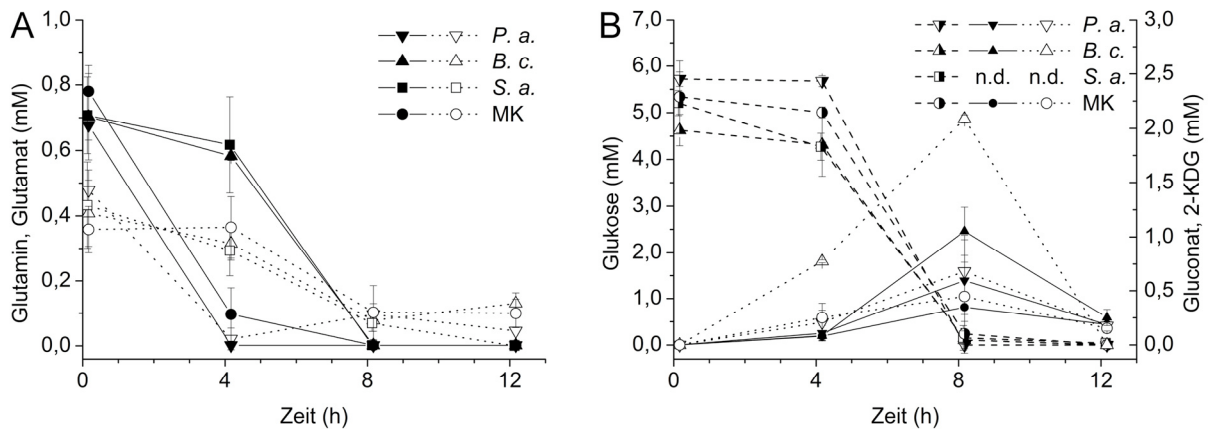 A
B
1,0
0,8
0,6
0,4
0,2
0,0
Glutamin, Glutamat (mM)
0
4
8
12
Zeit (h)
P. a.
B. c.
S. a.
MK
7,0
6,0
5,0
4,0
3,0
2,0
1,0
0,0
Glukose (mM)
0
4
8
12
Zeit (h)
P. a.
B. c.
n.d. n.d. S. a.
MK
3,0
2,5
2,0
1,5
1,0
0,5
0,0
Gluconat, 2-KDG (mM)